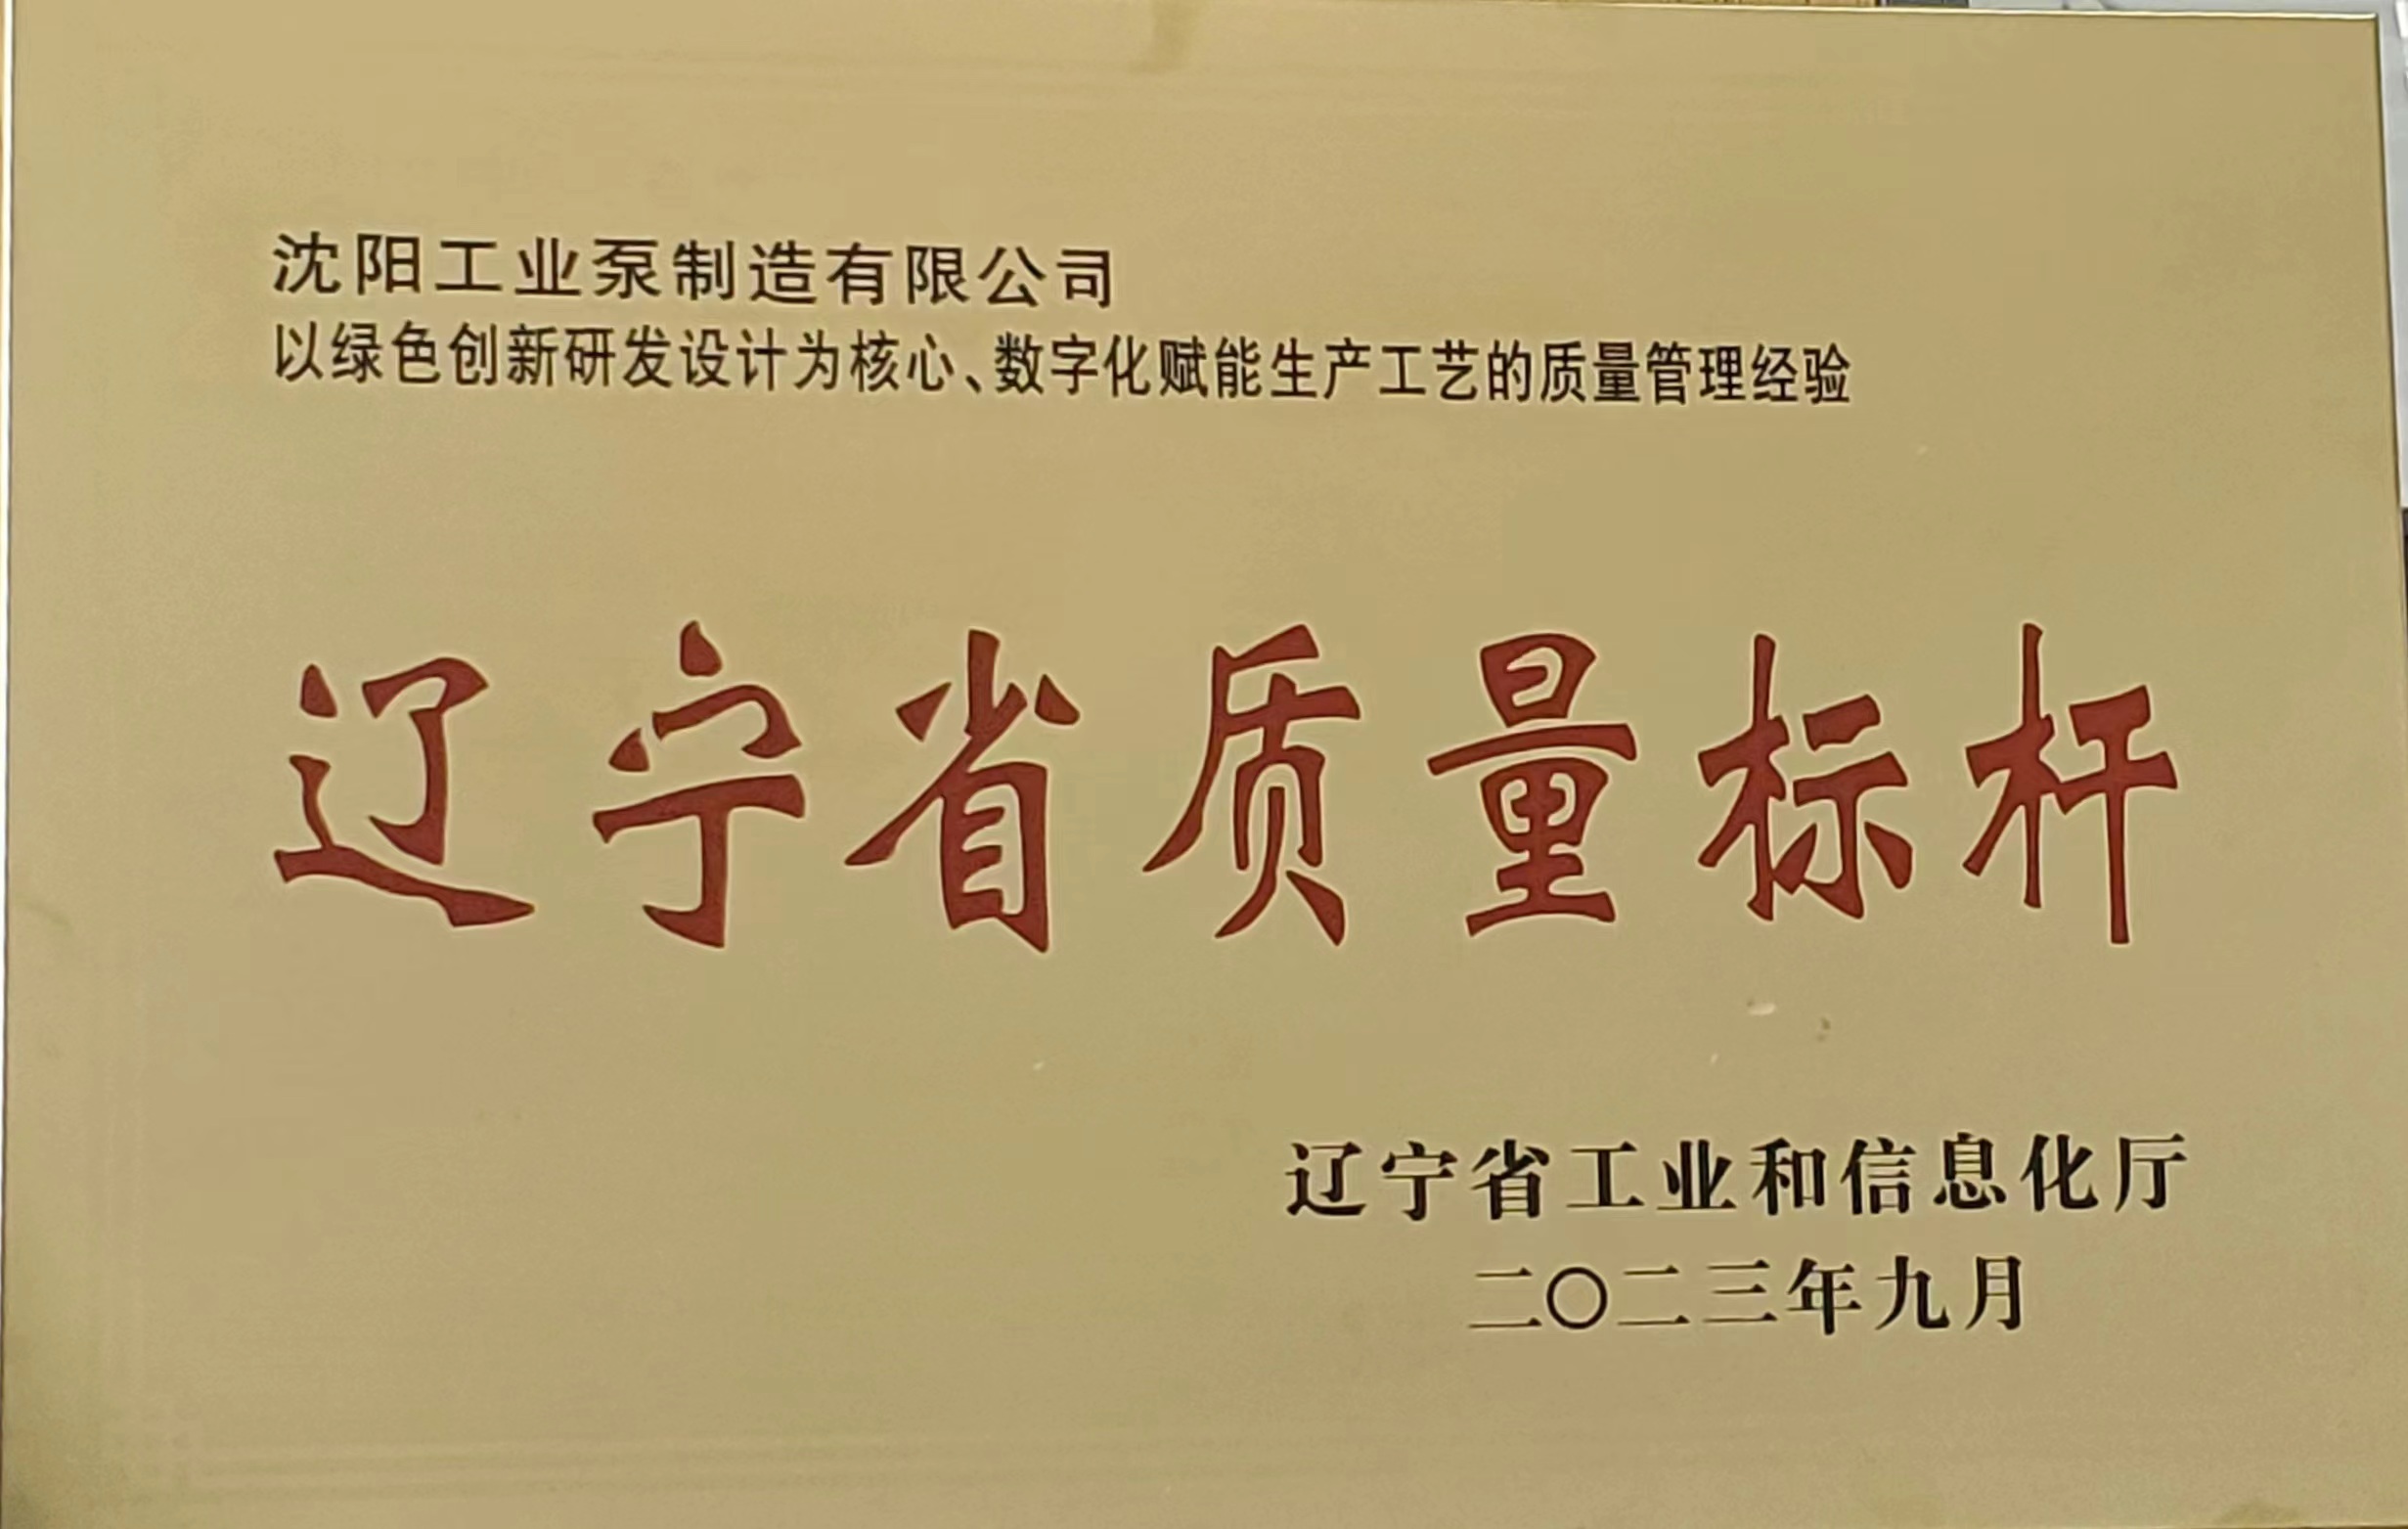 沈阳工业泵制造有限公司
以绿色创新研发设计为核心、数字化赋能生产工艺的质量管理经验
辽宁省质量标杆
辽宁省工业和信息化厅
二〇二三年九月